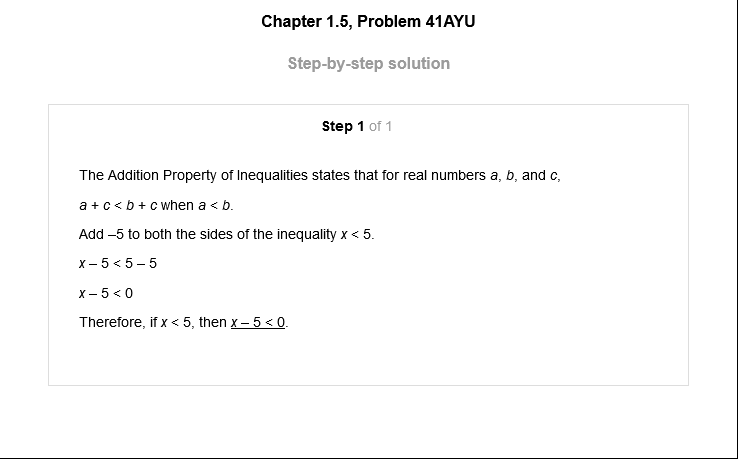 Chapter 1.5, Problem 41AYU
Step-by-step solution
Step 1 of 1
The Addition Property of Inequalities states that for real numbers a, b, and c,
a + c < b + c when a < b.
Add –5 to both the sides of the inequality x < 5.
x – 5 < 5 – 5
x – 5 < 0
Therefore, if x < 5, then x – 5 < 0.